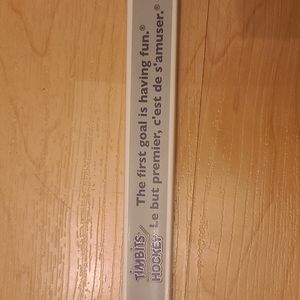 TIMBITS
HOCKEY
The first goal is having fun.®
Le but premier, c'est de s'amuser.®